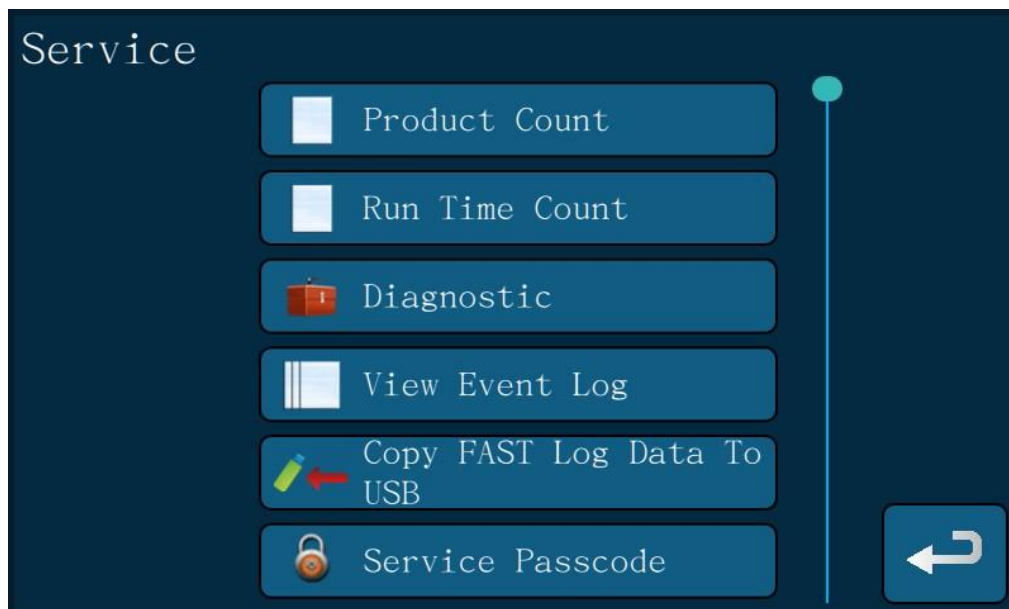 Service
Product Count
Run Time Count
Diagnostic
View Event Log
Copy FAST Log Data To
USB
Service Passcode